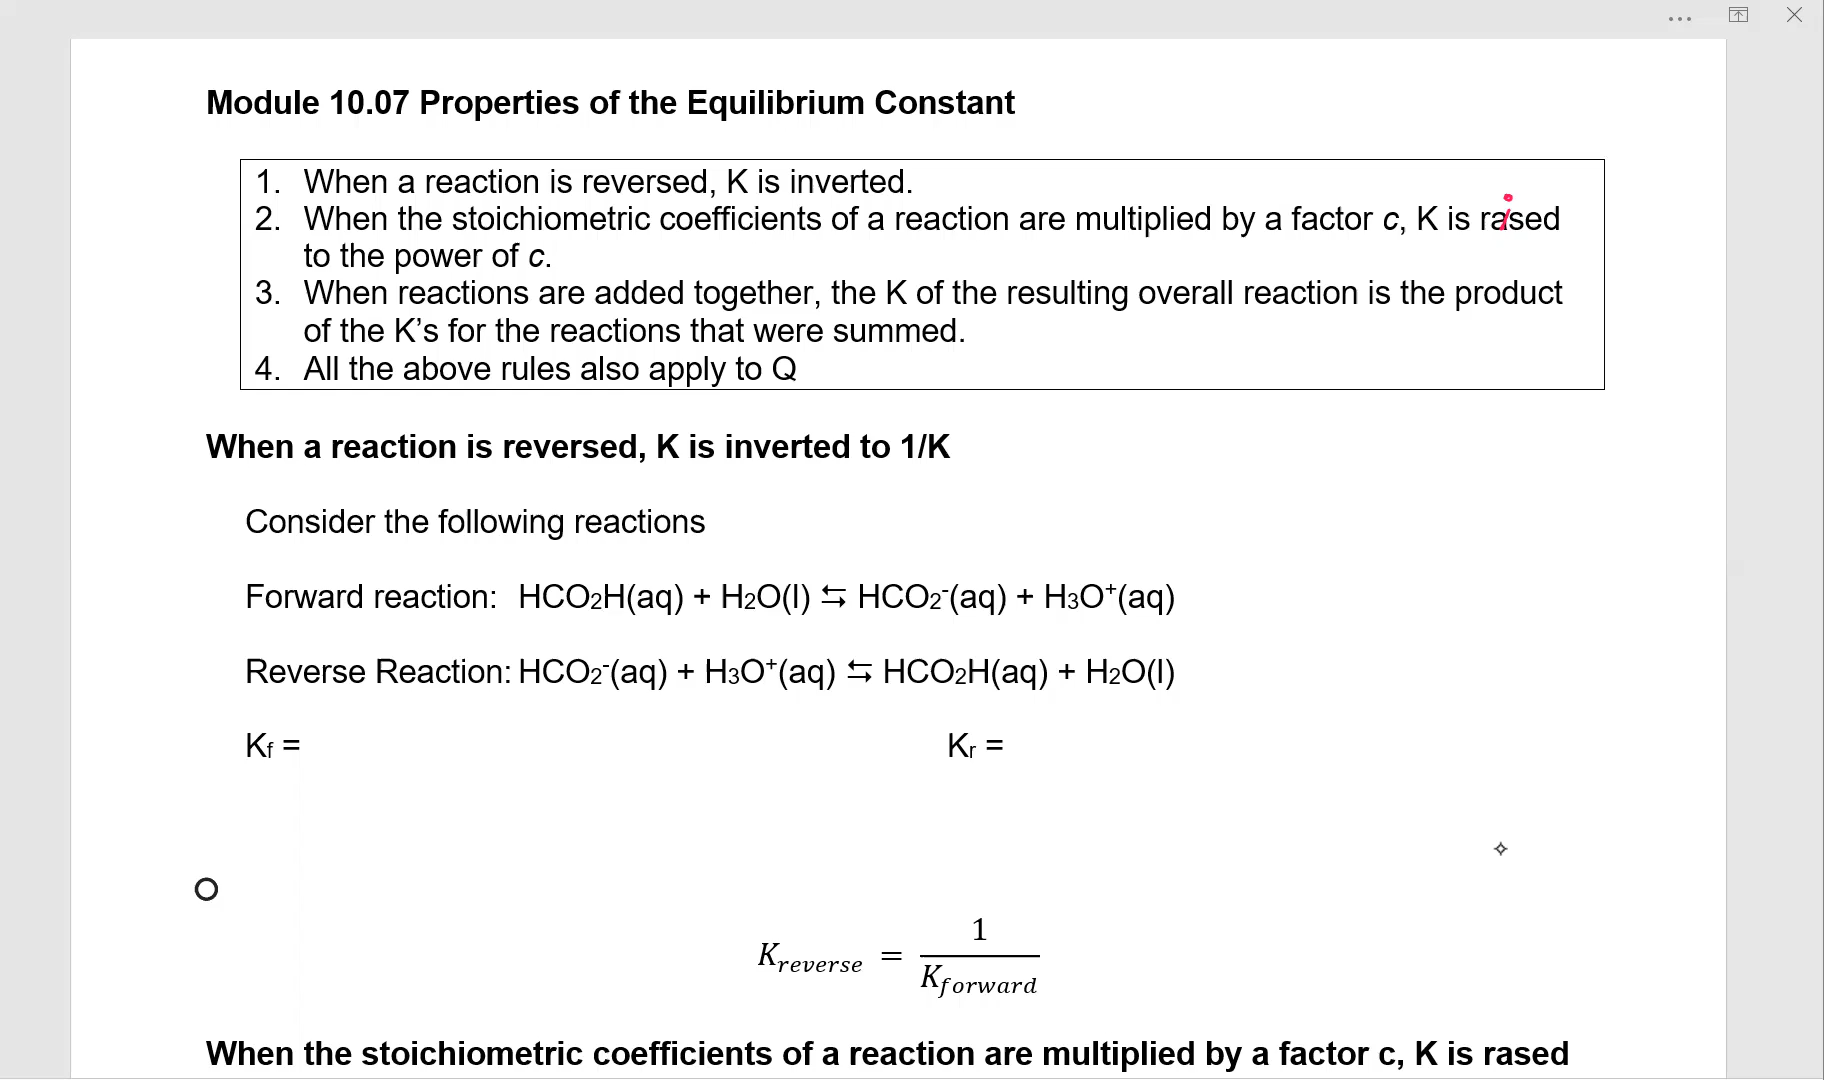 Module 10.07 Properties of the Equilibrium Constant
1. When a reaction is reversed, K is inverted.
2. When the stoichiometric coefficients of a reaction are multiplied by a factor c, K is raised
to the power of c.
3. When reactions are added together, the K of the resulting overall reaction is the product
of the K’s for the reactions that were summed.
4. All the above rules also apply to Q
When a reaction is reversed, K is inverted to 1/K
Consider the following reactions
Forward reaction: HCO₂H(aq) + H₂O(l) ⇆ HCO₂⁻(aq) + H₃O⁺(aq)
Reverse Reaction: HCO₂⁻(aq) + H₃O⁺(aq) ⇆ HCO₂H(aq) + H₂O(l)
Kf = Kr =
K_reverse = 1 / K_forward
When the stoichiometric coefficients of a reaction are multiplied by a factor c, K is rased